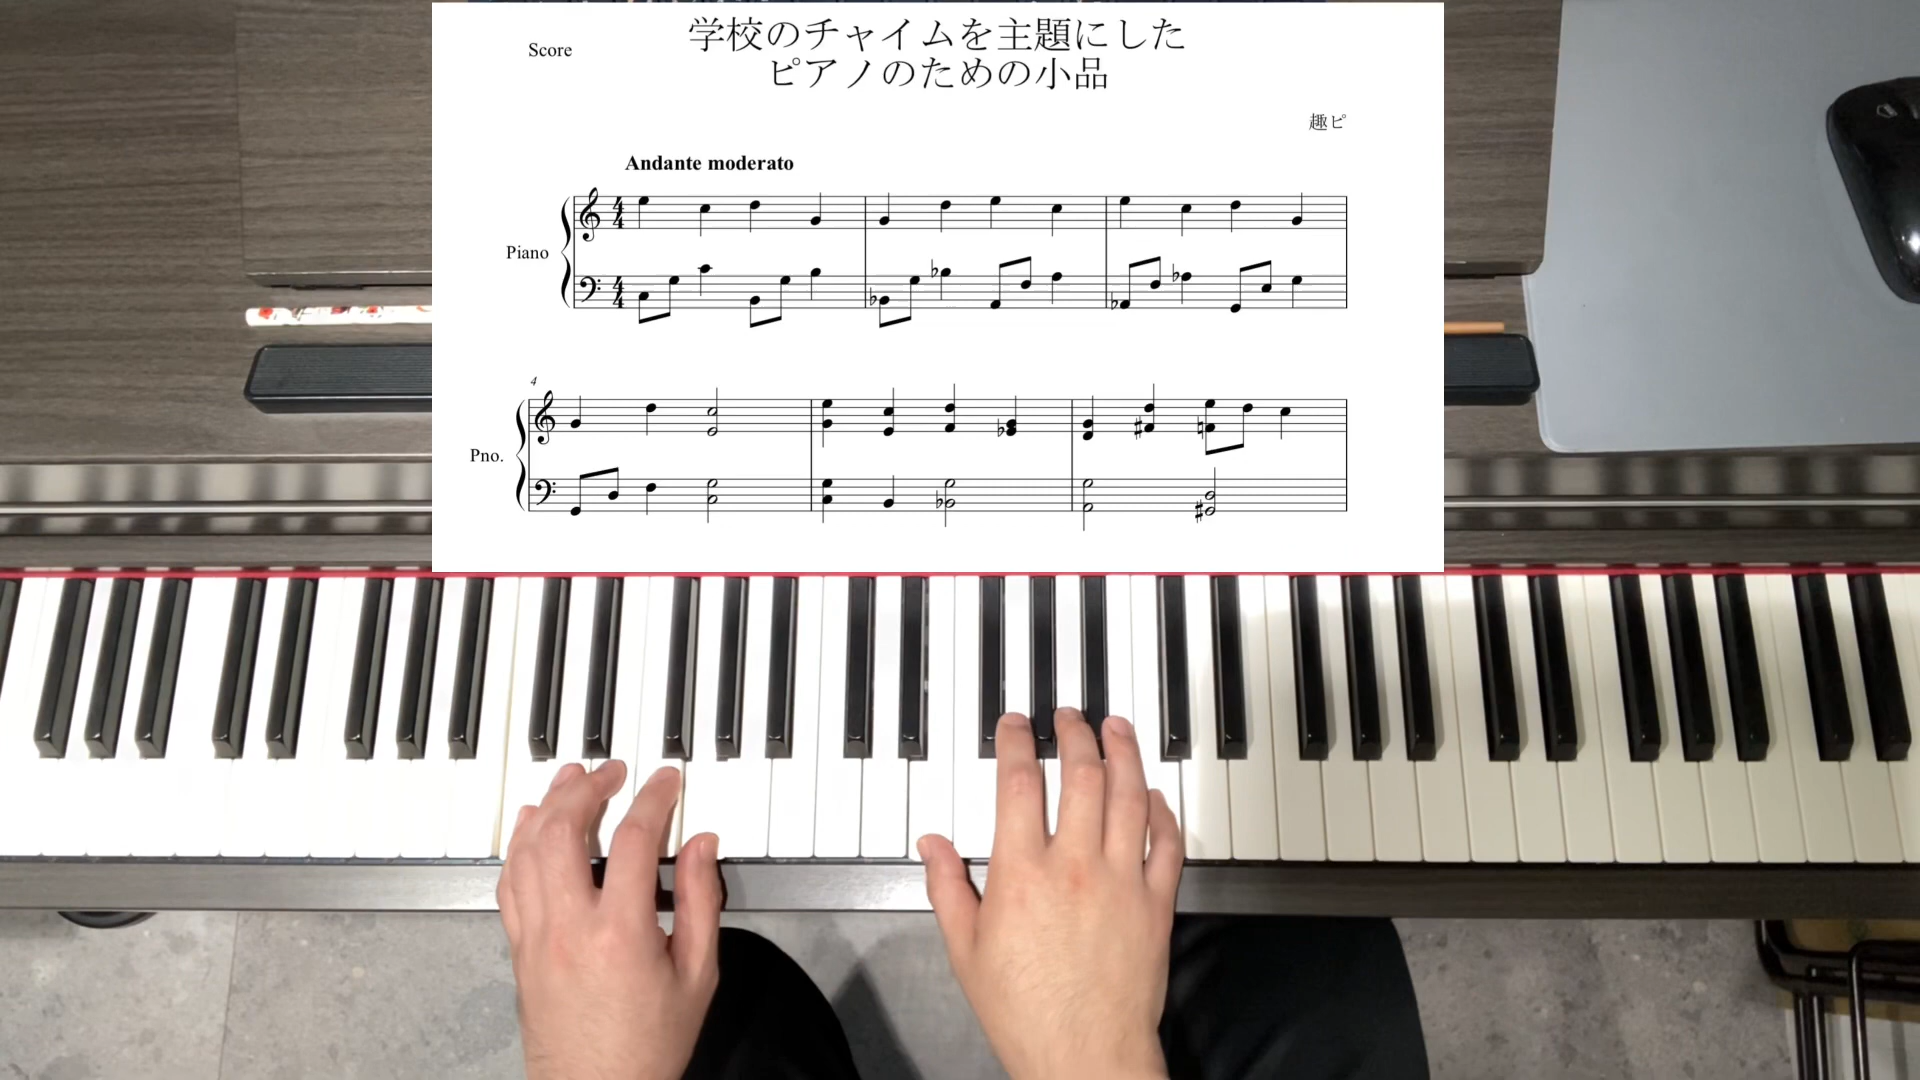 Score
学校のチャイムを主題にした
ピアノのための小品
趣ピ
Andante moderato
Piano
4
Pno.